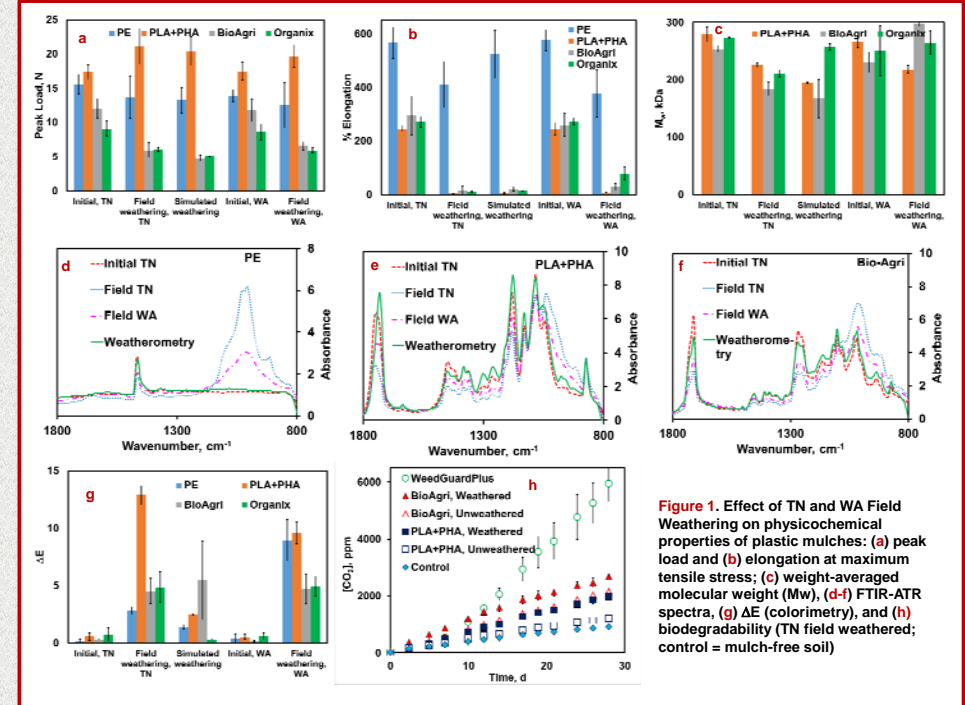 a
PE
PLA+PHA
BioAgri
Organix
Peak Load, N
25
20
15
10
5
0
Initial, TN
Field weathering, TN
Simulated weathering
Initial, WA
Field weathering, WA
b
PE
PLA+PHA
BioAgri
Organix
% Elongation
600
400
200
0
Initial, TN
Field weathering, TN
Simulated weathering
Initial, WA
Field weathering, WA
c
PLA+PHA
BioAgri
Organix
Mw, kDa
300
200
100
0
Initial, TN
Field weathering, TN
Simulated weathering
Initial, WA
Field weathering, WA
d
PE
Initial TN
Field TN
Field WA
Weatherometry
8
6
4
2
0
Absorbance
1800
1300
800
Wavenumber, cm-1
e
PLA+PHA
Initial TN
Field TN
Field WA
Weatherometry
10
8
6
4
2
0
Absorbance
1800
1300
800
Wavenumber, cm-1
f
Bio-Agri
Initial TN
Field TN
Field WA
Weatherome-
try
10
8
6
4
2
0
Absorbance
1800
1300
800
Wavenumber, cm-1
g
PE
PLA+PHA
BioAgri
Organix
ΔE
15
10
5
0
Initial, TN
Field weathering, TN
Simulated weathering
Initial, WA
Field weathering, WA
h
WeedGuardPlus
BioAgri, Weathered
BioAgri, Unweathered
PLA+PHA, Weathered
PLA+PHA, Unweathered
Control
[CO2], ppm
6000
4000
2000
0
0
10
20
30
Time, d
Figure 1. Effect of TN and WA Field
Weathering on physicochemical
properties of plastic mulches: (a) peak
load and (b) elongation at maximum
tensile stress; (c) weight-averaged
molecular weight (Mw), (d-f) FTIR-ATR
spectra, (g) ΔE (colorimetry), and (h)
biodegradability (TN field weathered;
control = mulch-free soil)